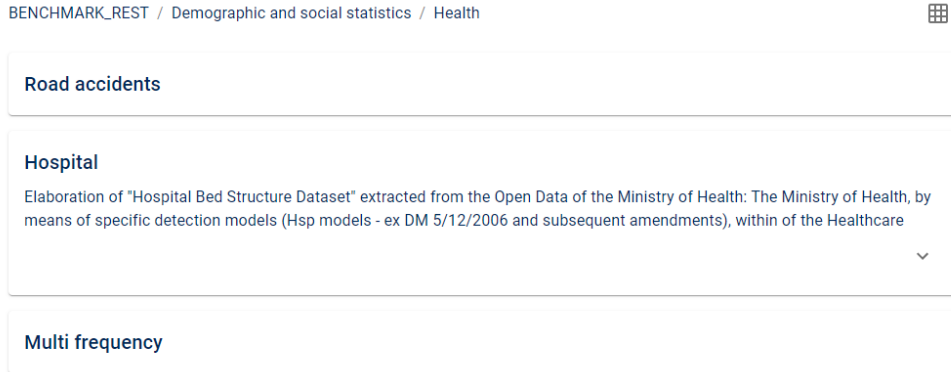 BENCHMARK_REST / Demographic and social statistics / Health
Road accidents
Hospital
Elaboration of "Hospital Bed Structure Dataset" extracted from the Open Data of the Ministry of Health: The Ministry of Health, by
means of specific detection models (Hsp models - ex DM 5/12/2006 and subsequent amendments), within of the Healthcare
Multi frequency